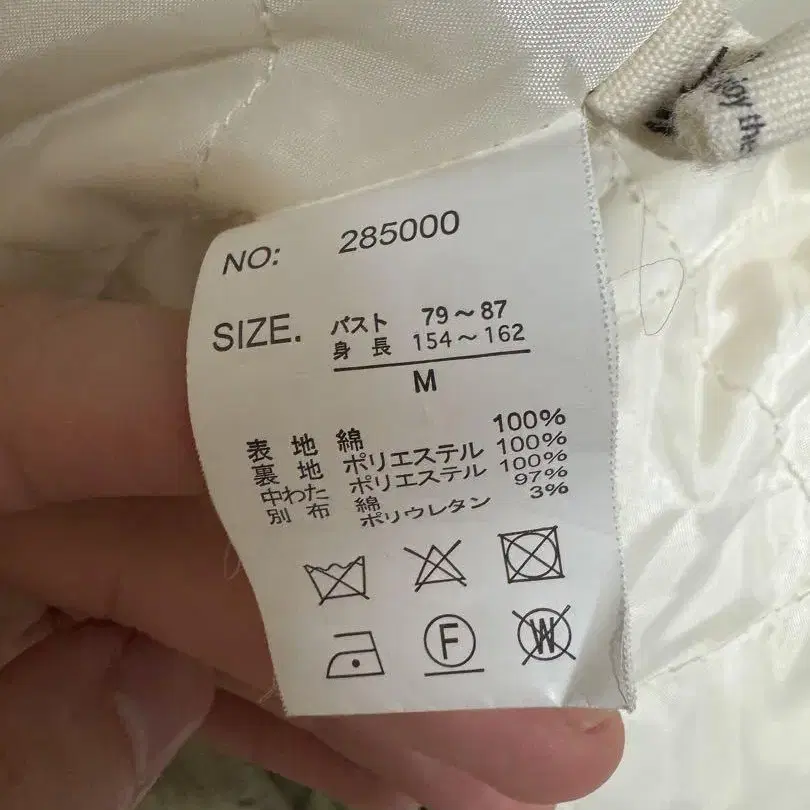 NO: 285000
SIZE. バスト 79～87
身長 154～162
M
表地 綿 100%
裏地 ポリエステル 100%
中わた ポリエステル 100%
別布 綿 97%
ポリウレタン 3%
F
W
joy the